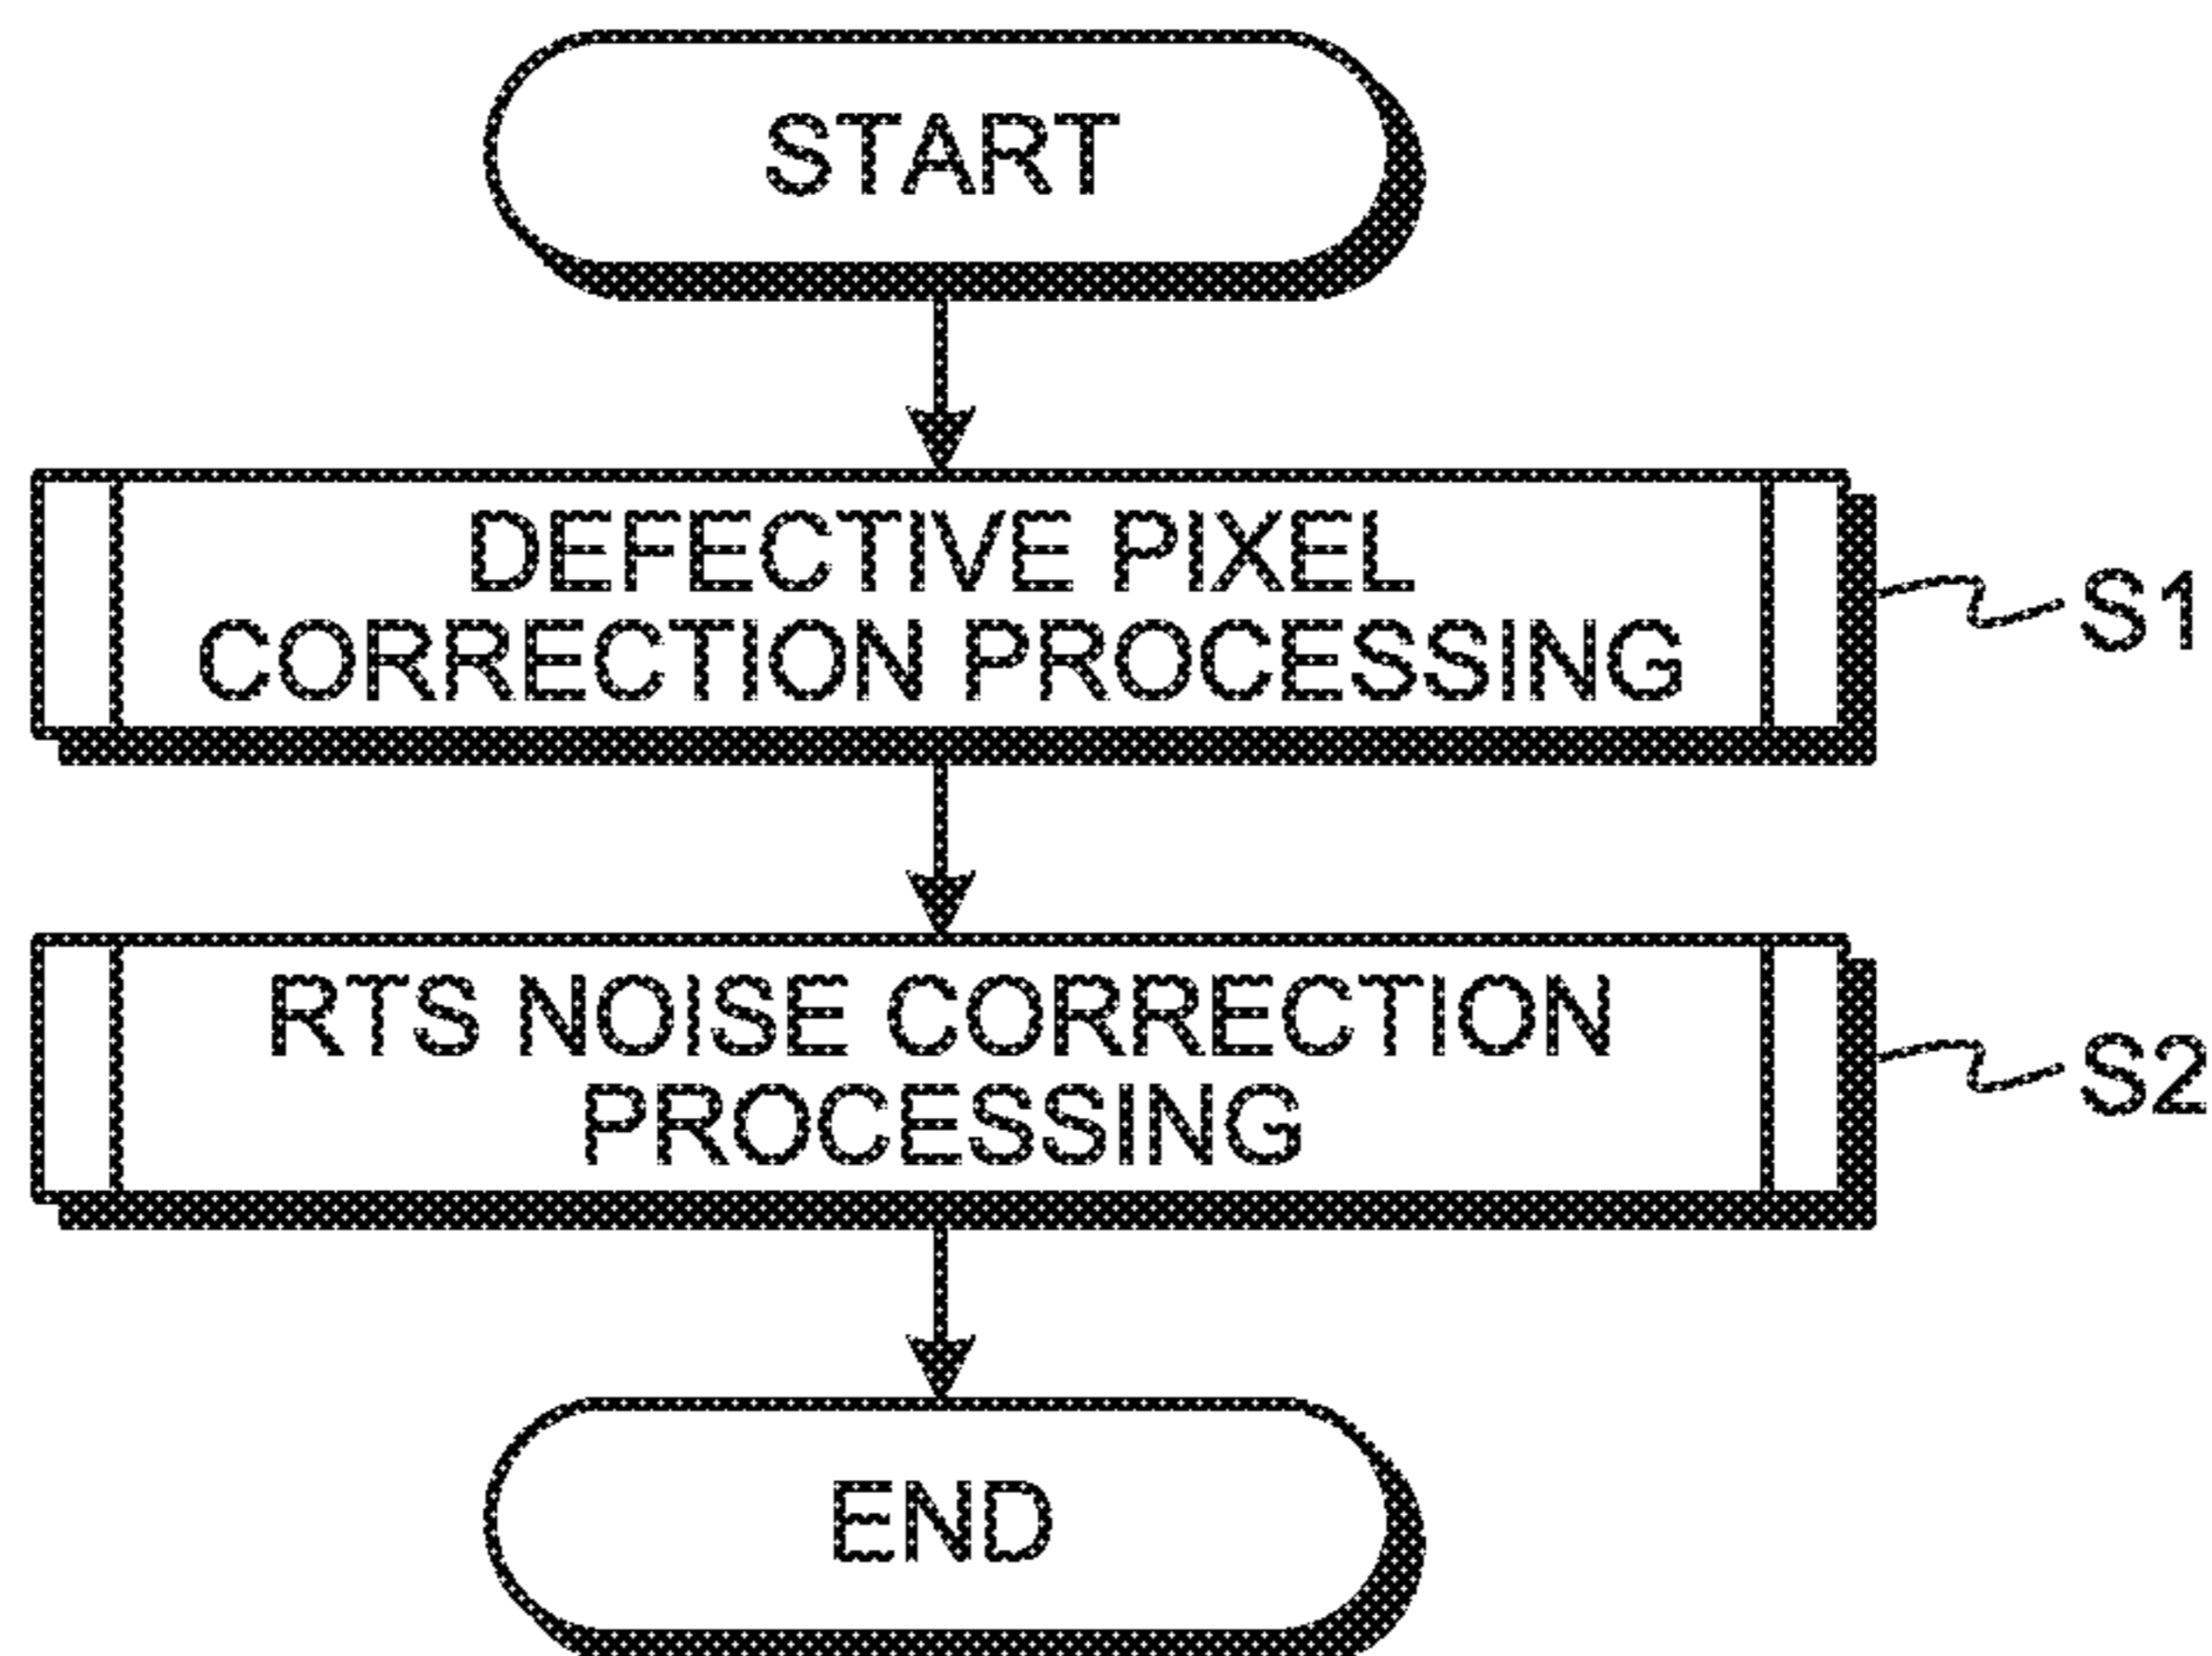 START
DEFECTIVE PIXEL
CORRECTION PROCESSING
S1
RTS NOISE CORRECTION
PROCESSING
S2
END